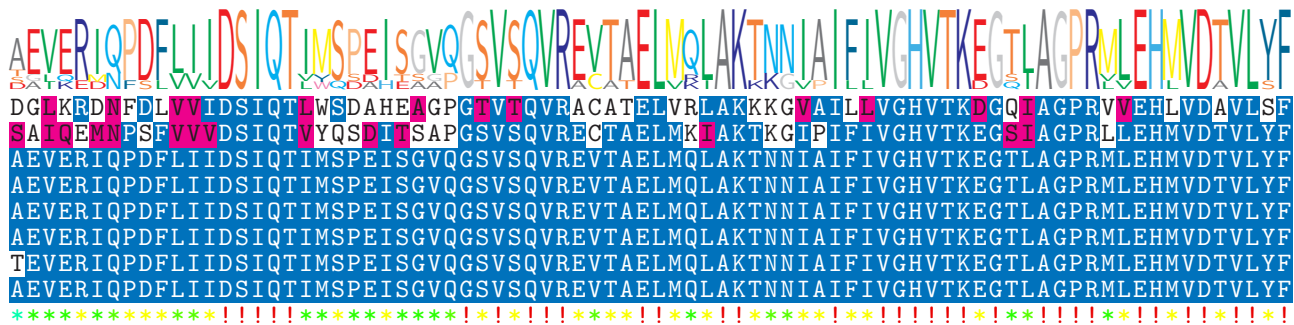 AEVERIQPDFLIIDSIQTIMSPEISGVQGSVSQVREVTAELMQLAKTNNIAIFIVGHVTKEGTLAGPRMLEHMVDTVLYF
DGLKRDNFDLVVIDSIQTLWSDAHEAGPGTVTQVRACATELVRLAKKKGVAILLVGHVTKDGQIAGPRVVEHLVDAVLSF
SAIQEMNPSFVVVDSIQTVYQSDITSAPGSVSQVRECTAELMKIAKTKGIPIFIVGHVTKEGSIAGPRLLEHMVDTVLYF
AEVERIQPDFLIIDSIQTIMSPEISGVQGSVSQVREVTAELMQLAKTNNIAIFIVGHVTKEGTLAGPRMLEHMVDTVLYF
AEVERIQPDFLIIDSIQTIMSPEISGVQGSVSQVREVTAELMQLAKTNNIAIFIVGHVTKEGTLAGPRMLEHMVDTVLYF
AEVERIQPDFLIIDSIQTIMSPEISGVQGSVSQVREVTAELMQLAKTNNIAIFIVGHVTKEGTLAGPRMLEHMVDTVLYF
AEVERIQPDFLIIDSIQTIMSPEISGVQGSVSQVREVTAELMQLAKTNNIAIFIVGHVTKEGTLAGPRMLEHMVDTVLYF
TEVERIQPDFLIIDSIQTIMSPEISGVQGSVSQVREVTAELMQLAKTNNIAIFIVGHVTKEGTLAGPRMLEHMVDTVLYF
AEVERIQPDFLIIDSIQTIMSPEISGVQGSVSQVREVTAELMQLAKTNNIAIFIVGHVTKEGTLAGPRMLEHMVDTVLYF
*************!!!!!**********!*!*!!!****!!***!!*****!**!!!!!!*!**!!!!**!!*!!*!!*!